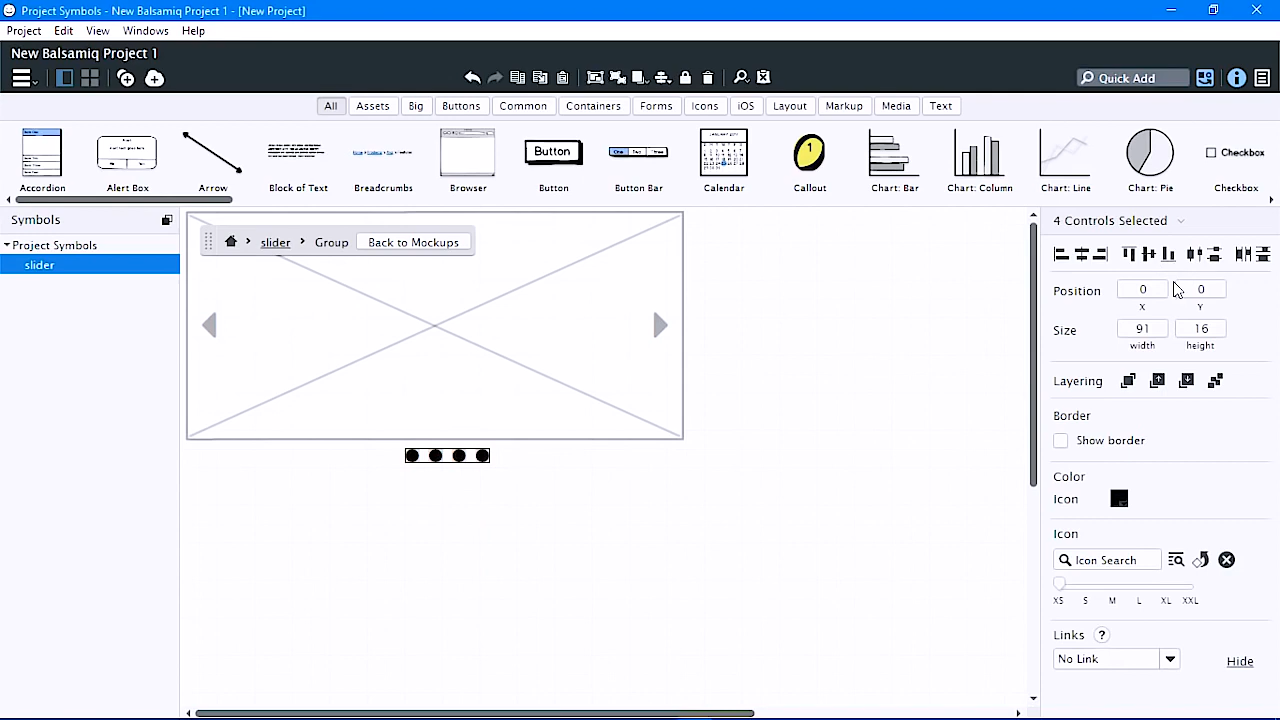 Project Symbols - New Balsamiq Project 1 - [New Project]
Project Edit View Windows Help
New Balsamiq Project 1
Quick Add
All Assets Big Buttons Common Containers Forms Icons iOS Layout Markup Media Text
Button
1
Checkbox
Accordion Alert Box Arrow Block of Text Breadcrumbs Browser Button Button Bar Calendar Callout Chart: Bar Chart: Column Chart: Line Chart: Pie Checkbox
Symbols
Project Symbols
slider
slider Group Back to Mockups
4 Controls Selected
Position 0 0
X Y
Size 91 16
width height
Layering
Border
Show border
Color
Icon
Icon
Icon Search
XS S M L XL XXL
Links ?
No Link Hide